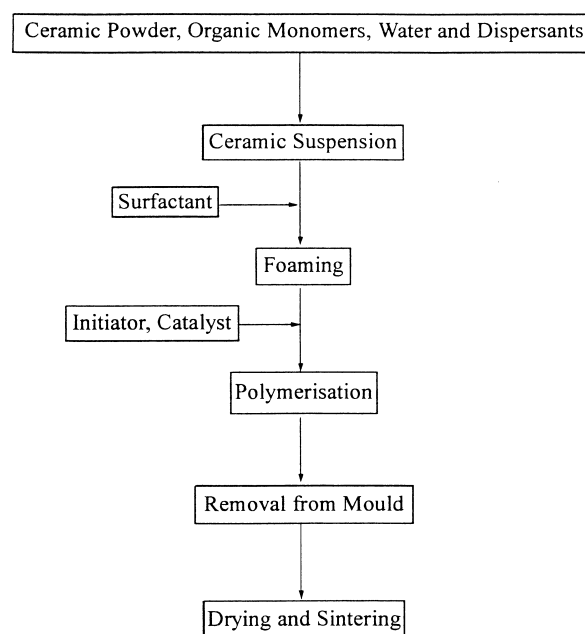 Ceramic Powder, Organic Monomers, Water and Dispersants
Ceramic Suspension
Surfactant
Foaming
Initiator, Catalyst
Polymerisation
Removal from Mould
Drying and Sintering